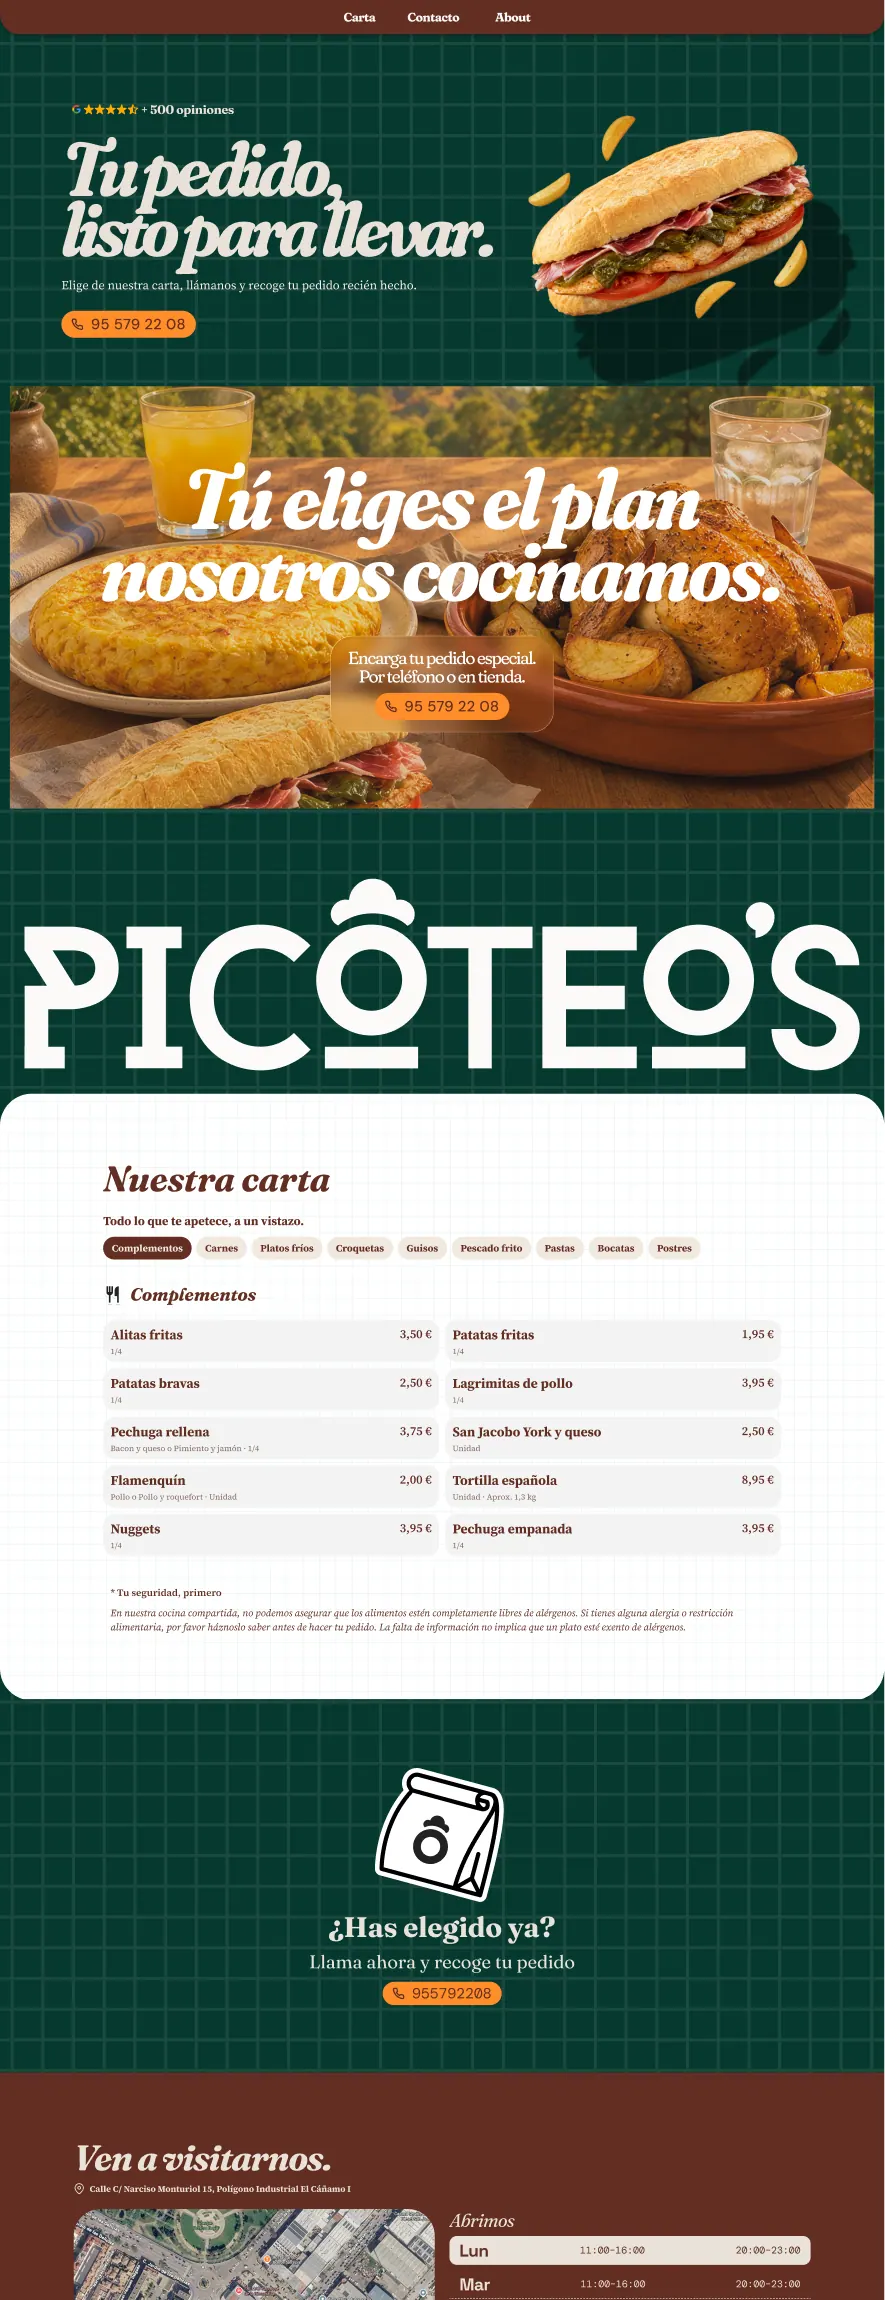 Carta Contacto About
+ 500 opiniones
Tu pedido,
listo para llevar.
Elige de nuestra carta, llámanos y recoge tu pedido recién hecho.
95 579 22 08
Tú eliges el plan
nosotros cocinamos.
Encarga tu pedido especial.
Por teléfono o en tienda.
95 579 22 08
PICÔTEO'S
Nuestra carta
Todo lo que te apetece, a un vistazo.
Complementos Carnes Platos fríos Croquetas Guisos Pescado frito Pastas Bocatas Postres
Complementos
Alitas fritas 3,50 €
1/4
Patatas fritas 1,95 €
1/4
Patatas bravas 2,50 €
1/4
Lagrimitas de pollo 3,95 €
1/4
Pechuga rellena 3,75 €
Bacon y queso o Pimiento y jamón · 1/4
San Jacobo York y queso 2,50 €
Unidad
Flamenquín 2,00 €
Pollo o Pollo y roquefort · Unidad
Tortilla española 8,95 €
Unidad · Aprox. 1,3 kg
Nuggets 3,95 €
1/4
Pechuga empanada 3,95 €
1/4
* Tu seguridad, primero
En nuestra cocina compartida, no podemos asegurar que los alimentos estén completamente libres de alérgenos. Si tienes alguna alergia o restricción
alimentaria, por favor háznoslo saber antes de hacer tu pedido. La falta de información no implica que un plato esté exento de alérgenos.
¿Has elegido ya?
Llama ahora y recoge tu pedido
955792208
Ven a visitarnos.
Calle C/ Narciso Monturiol 15, Polígono Industrial El Cáñamo I
Abrimos
Lun 11:00-16:00 20:00-23:00
Mar 11:00-16:00 20:00-23:00